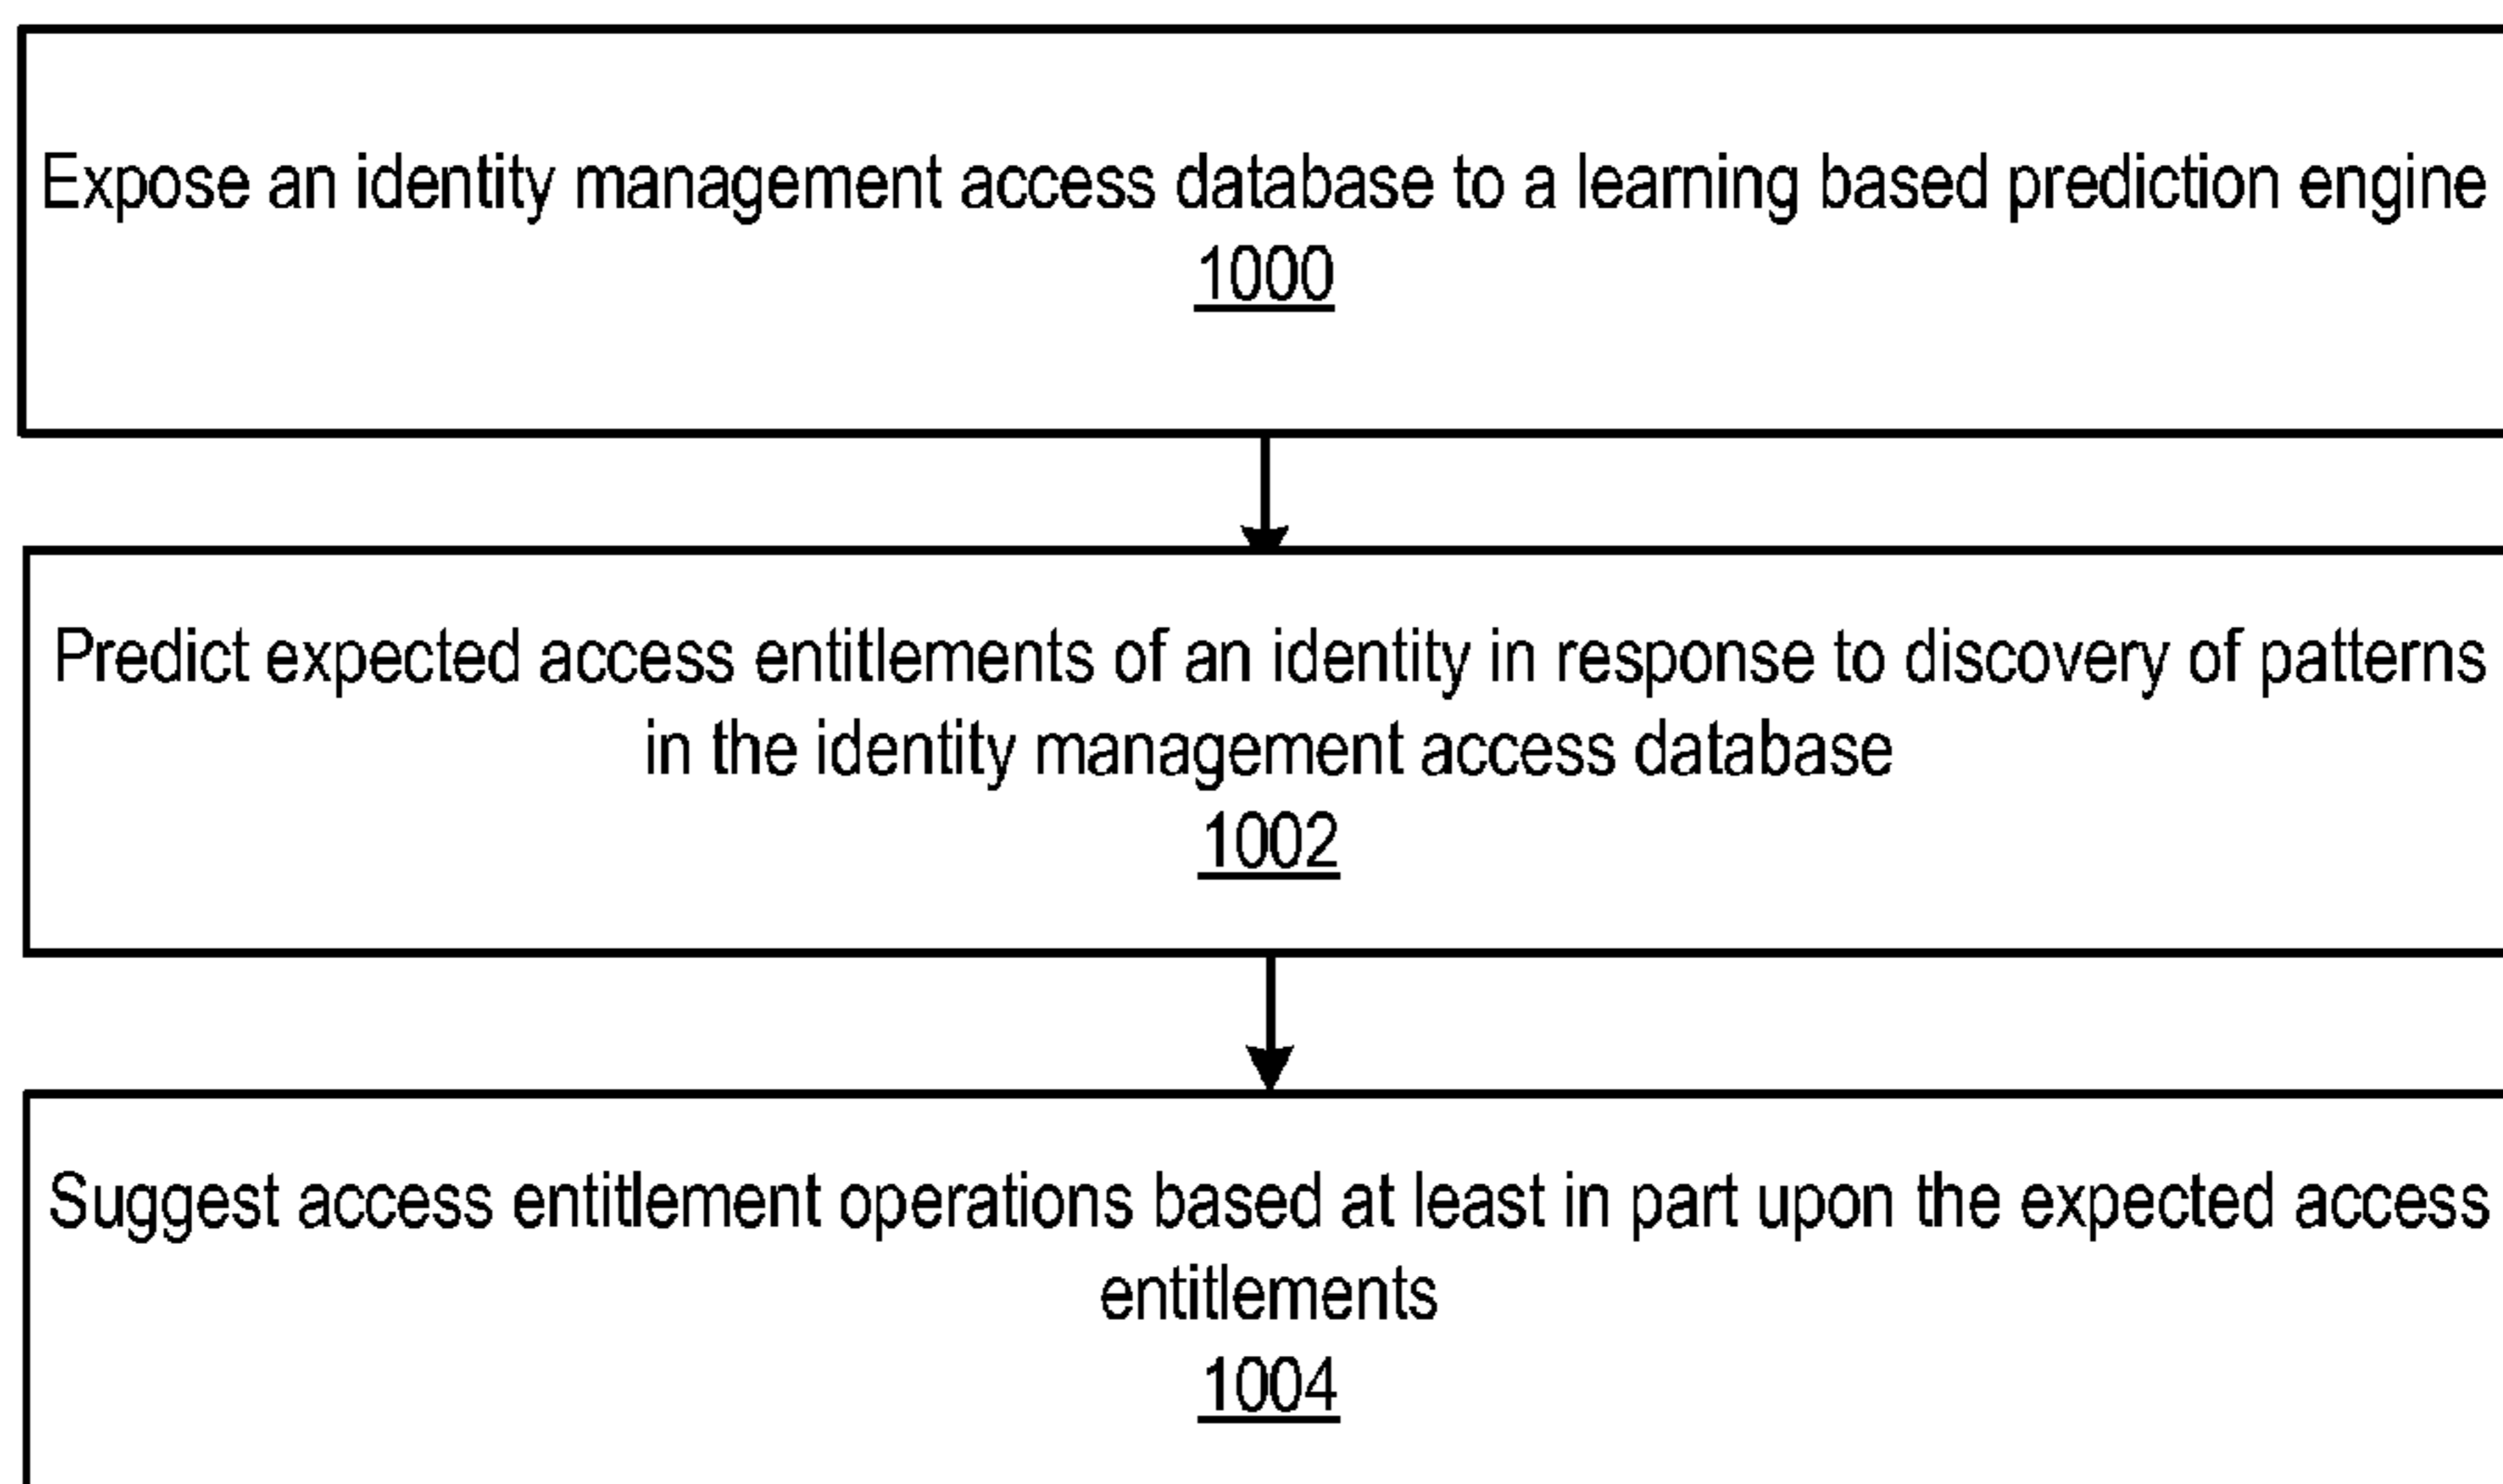 Expose an identity management access database to a learning based prediction engine
1000
Predict expected access entitlements of an identity in response to discovery of patterns
in the identity management access database
1002
Suggest access entitlement operations based at least in part upon the expected access
entitlements
1004